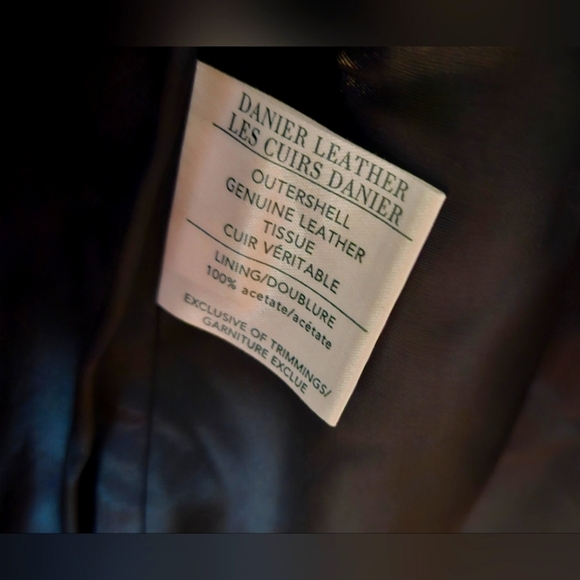 DANIER LEATHER
LES CUIRS DANIER
OUTERSHELL
GENUINE LEATHER
TISSUE
CUIR VÉRITABLE
LINING/DOUBLURE
100% acetate/acétate
EXCLUSIVE OF TRIMMINGS/
GARNITURE EXCLUE